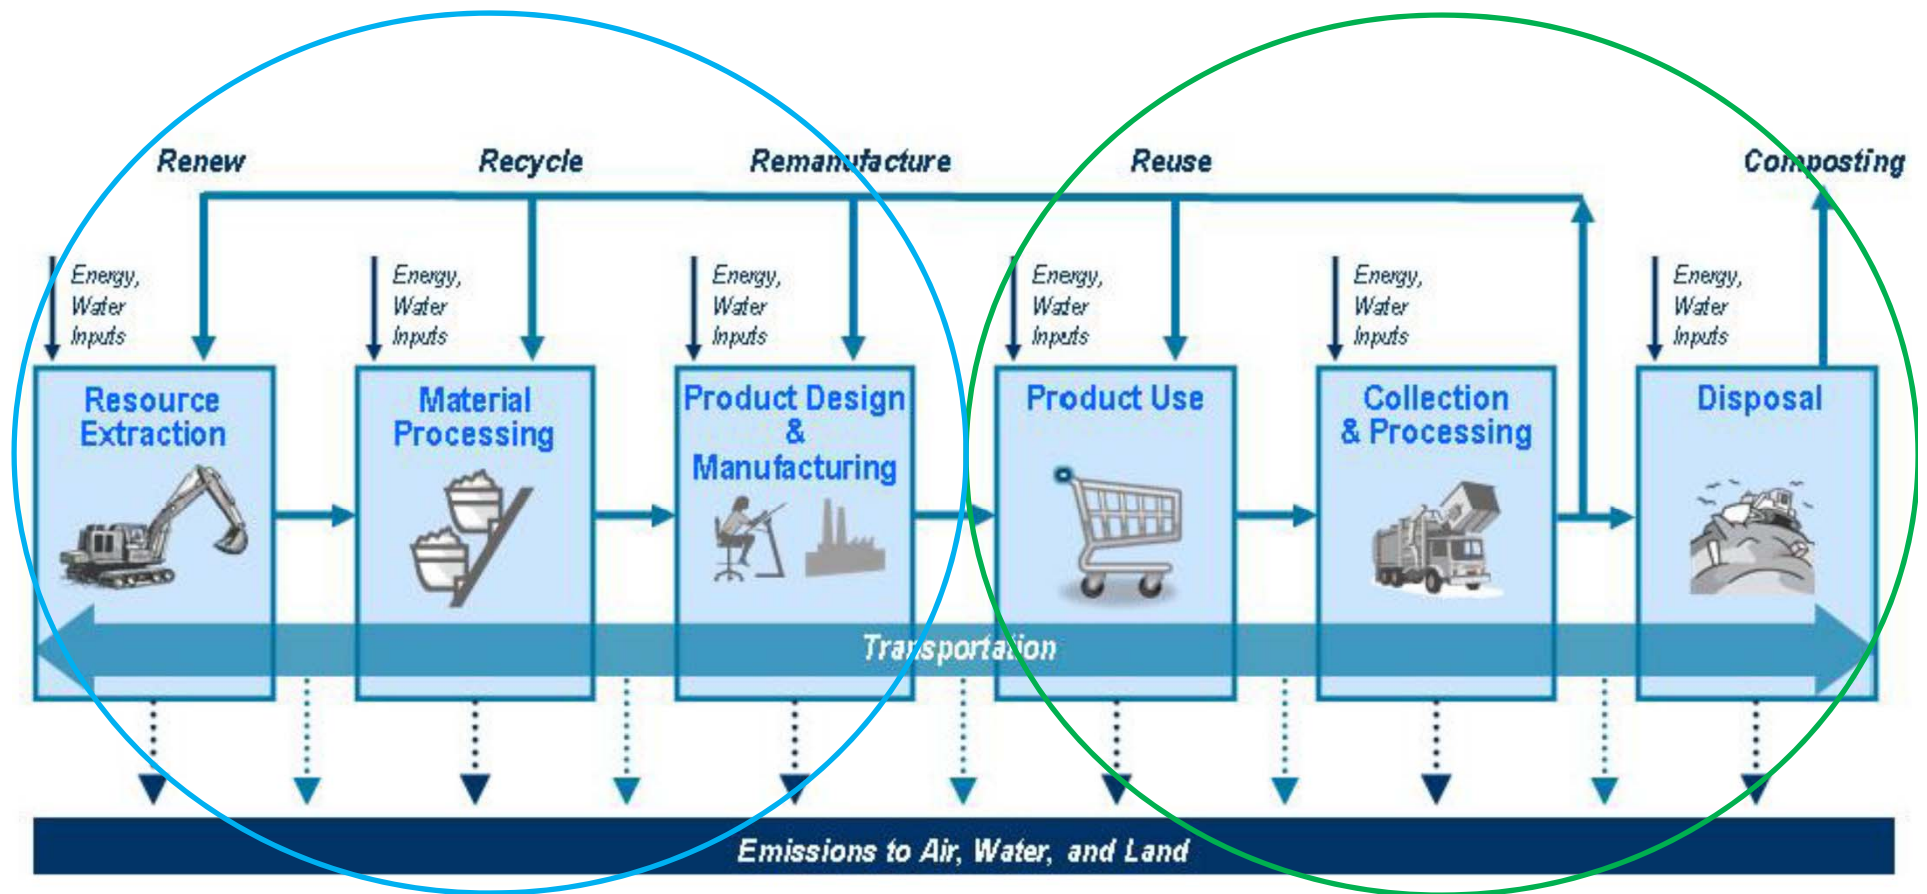 Renew
Recycle
Remanufacture
Reuse
Composting
Energy,
Water
Inputs
Energy,
Water
Inputs
Energy,
Water
Inputs
Energy,
Water
Inputs
Energy,
Water
Inputs
Energy,
Water
Inputs
Resource
Extraction
Material
Processing
Product Design
&
Manufacturing
Product Use
Collection
& Processing
Disposal
Transportation
Emissions to Air, Water, and Land